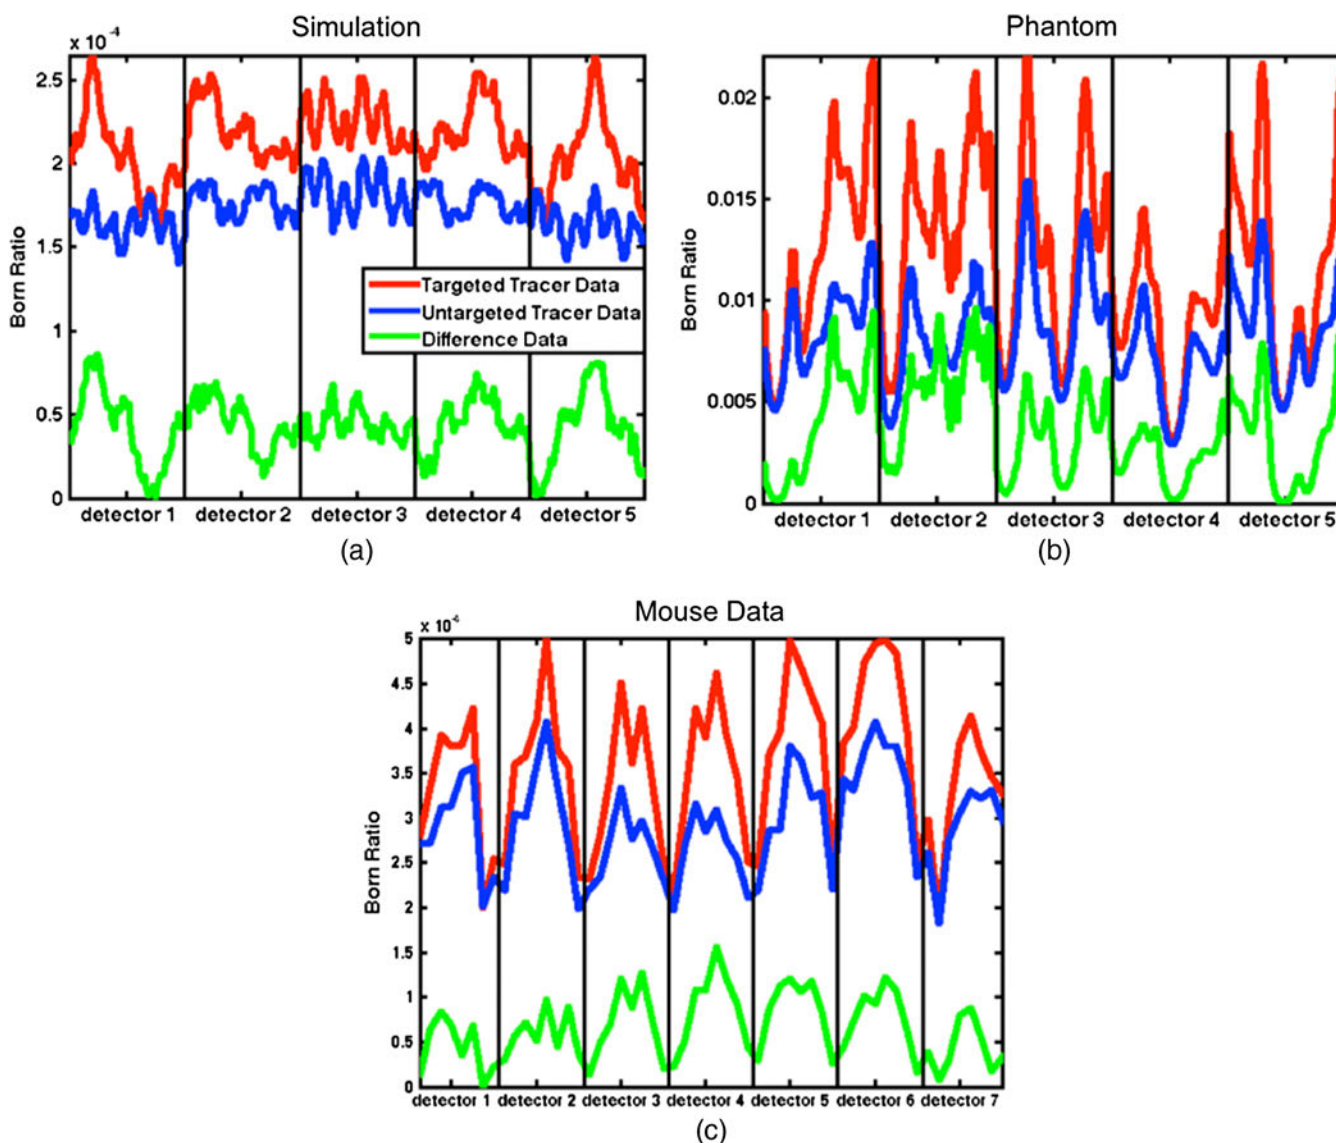 Simulation
x 10⁻⁴
2.5
2
1.5
1
0.5
0
Born Ratio
Targeted Tracer Data
Untargeted Tracer Data
Difference Data
detector 1 detector 2 detector 3 detector 4 detector 5
(a)
Phantom
0.02
0.015
0.01
0.005
0
Born Ratio
detector 1 detector 2 detector 3 detector 4 detector 5
(b)
Mouse Data
x 10⁻⁴
5
4.5
4
3.5
3
2.5
2
1.5
1
0.5
0
Born Ratio
detector 1 detector 2 detector 3 detector 4 detector 5 detector 6 detector 7
(c)